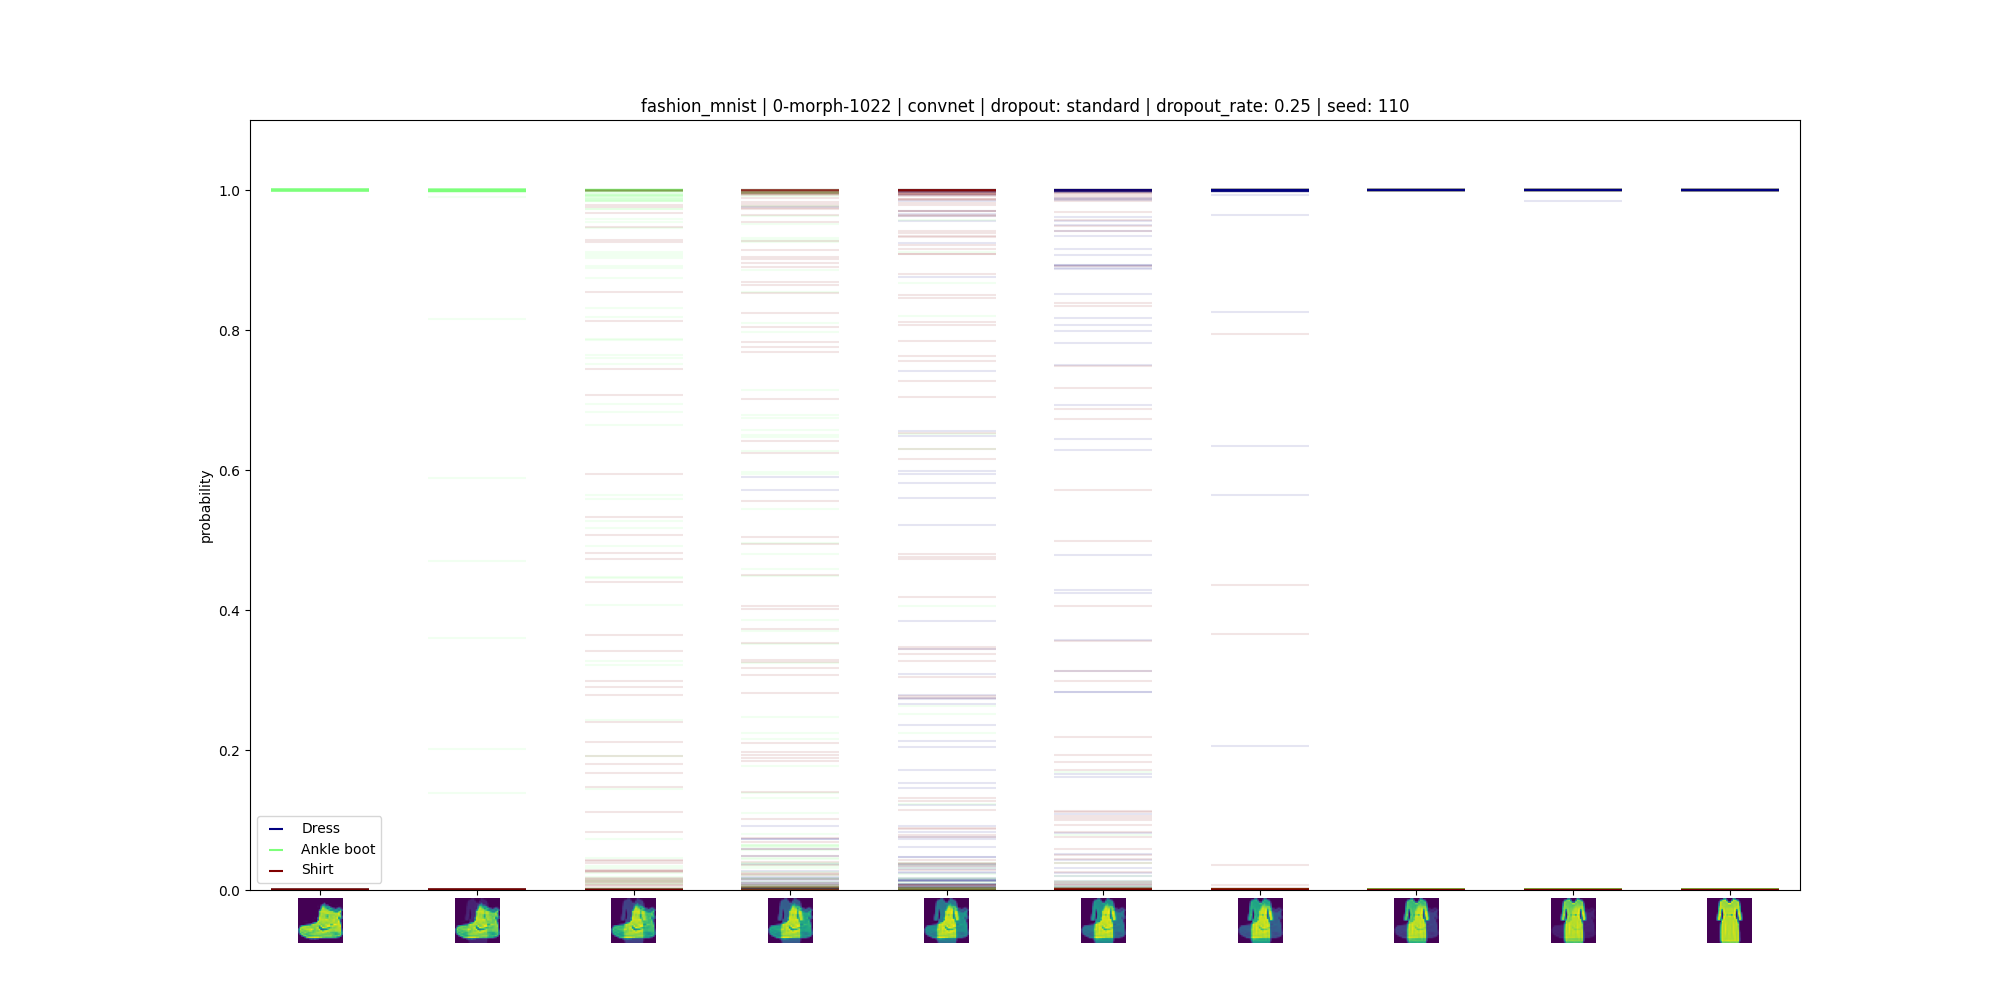 fashion_mnist | 0-morph-1022 | convnet | dropout: standard | dropout_rate: 0.25 | seed: 110
probability
1.0
0.8
0.6
0.4
0.2
0.0
Dress
Ankle boot
Shirt